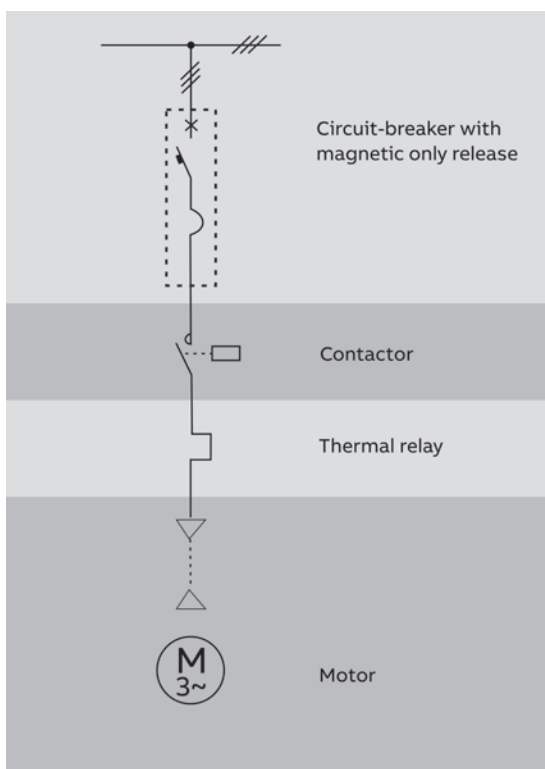 Circuit-breaker with
magnetic only release
Contactor
Thermal relay
M
3~
Motor